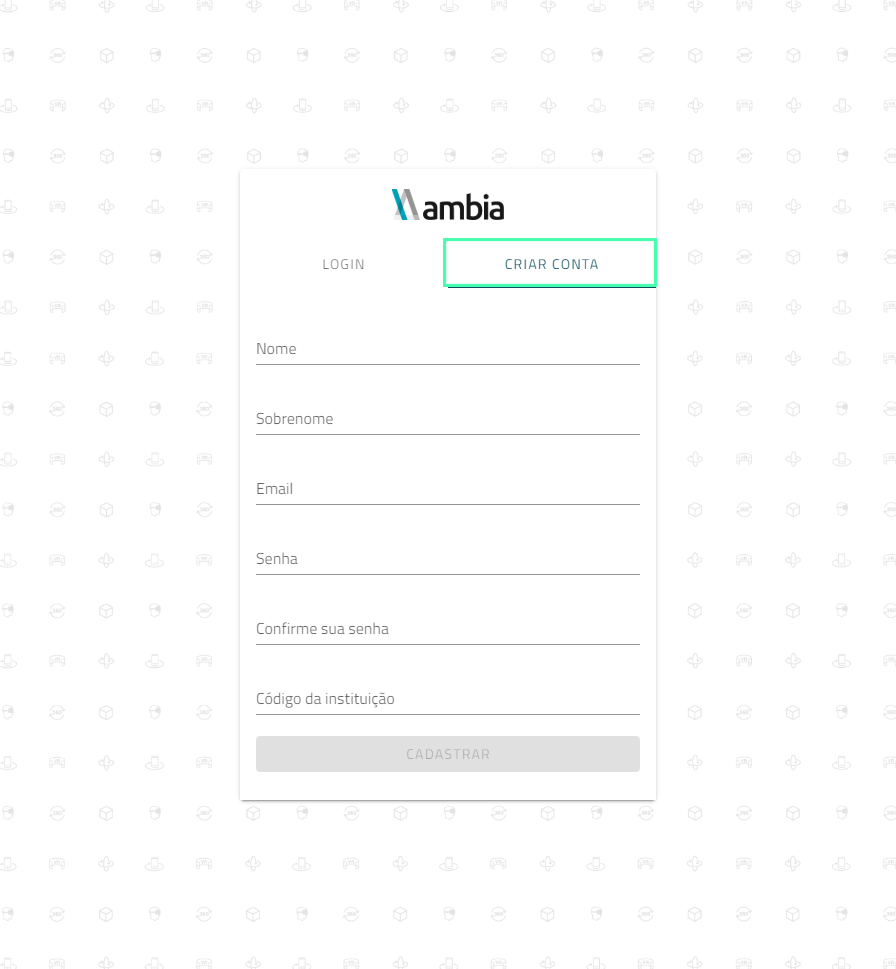 ambia
LOGIN
CRIAR CONTA
Nome
Sobrenome
Email
Senha
Confirme sua senha
Código da instituição
CADASTRAR